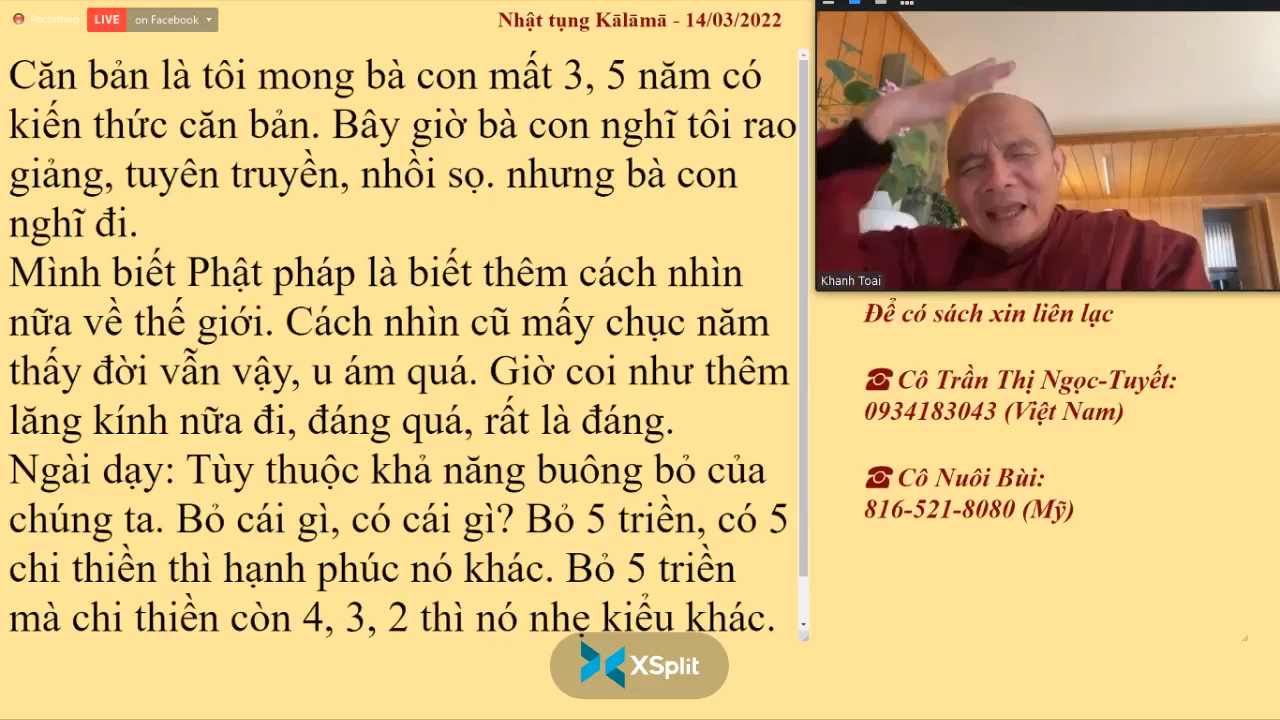 Recording
LIVE on Facebook
Nhật tụng Kālāmā - 14/03/2022
Căn bản là tôi mong bà con mất 3, 5 năm có
kiến thức căn bản. Bây giờ bà con nghĩ tôi rao
giảng, tuyên truyền, nhồi sọ. nhưng bà con
nghĩ đi.
Mình biết Phật pháp là biết thêm cách nhìn
nữa về thế giới. Cách nhìn cũ mấy chục năm
thấy đời vẫn vậy, u ám quá. Giờ coi như thêm
lăng kính nữa đi, đáng quá, rất là đáng.
Ngài dạy: Tùy thuộc khả năng buông bỏ của
chúng ta. Bỏ cái gì, có cái gì? Bỏ 5 triền, có 5
chi thiền thì hạnh phúc nó khác. Bỏ 5 triền
mà chi thiền còn 4, 3, 2 thì nó nhẹ kiểu khác.
Khanh Toai
Để có sách xin liên lạc
☎ Cô Trần Thị Ngọc-Tuyết:
0934183043 (Việt Nam)
☎ Cô Nuôi Bùi:
816-521-8080 (Mỹ)
XSplit